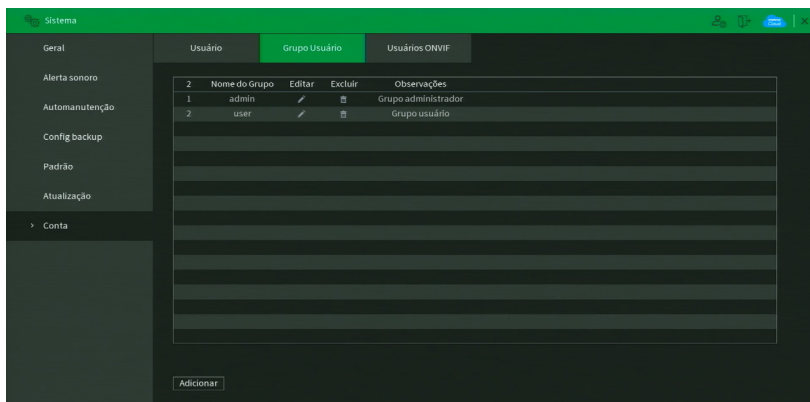 Sistema
Geral
Alerta sonoro
Automanutenção
Config backup
Padrão
Atualização
Conta
Usuário Grupo Usuário Usuários ONVIF
2 Nome do Grupo Editar Excluir Observações
1 admin Grupo administrador
2 user Grupo usuário
Adicionar